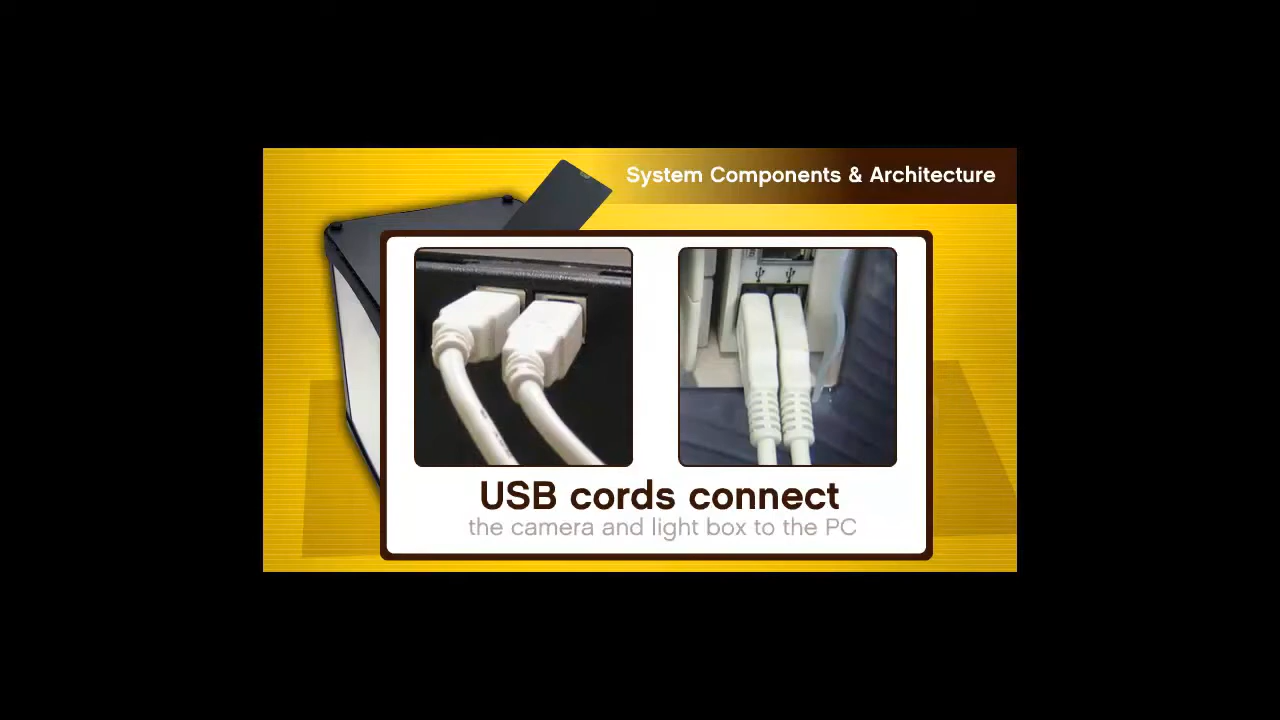 System Components & Architecture
USB cords connect
the camera and light box to the PC